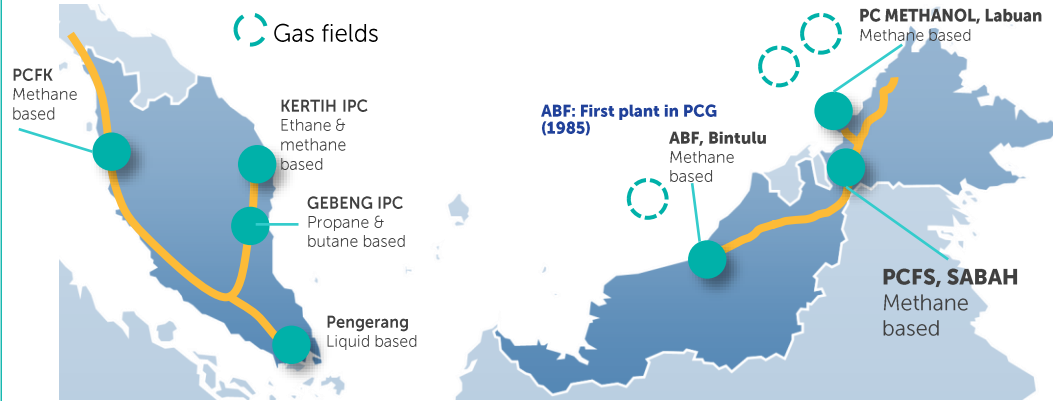 Gas fields
PCFK
Methane
based
KERTIH IPC
Ethane &
methane
based
GEBENG IPC
Propane &
butane based
Pengerang
Liquid based
PC METHANOL, Labuan
Methane based
ABF: First plant in PCG
(1985)
ABF, Bintulu
Methane
based
PCFS, SABAH
Methane
based